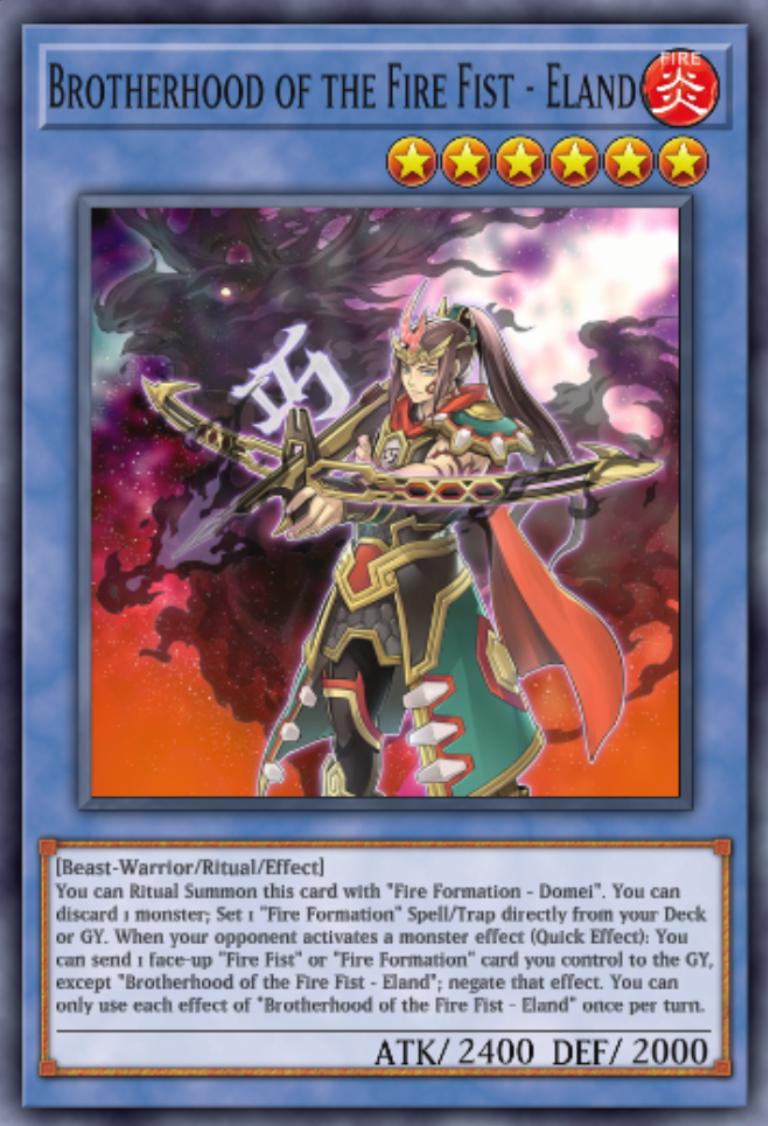 BROTHERHOOD OF THE FIRE FIST - ELAND
FIRE
炎
巧
[Beast-Warrior/Ritual/Effect]
You can Ritual Summon this card with "Fire Formation - Domei". You can
discard 1 monster; Set 1 "Fire Formation" Spell/Trap directly from your Deck
or GY. When your opponent activates a monster effect (Quick Effect): You
can send 1 face-up "Fire Fist" or "Fire Formation" card you control to the GY,
except "Brotherhood of the Fire Fist - Eland"; negate that effect. You can
only use each effect of "Brotherhood of the Fire Fist - Eland" once per turn.
ATK/ 2400 DEF/ 2000